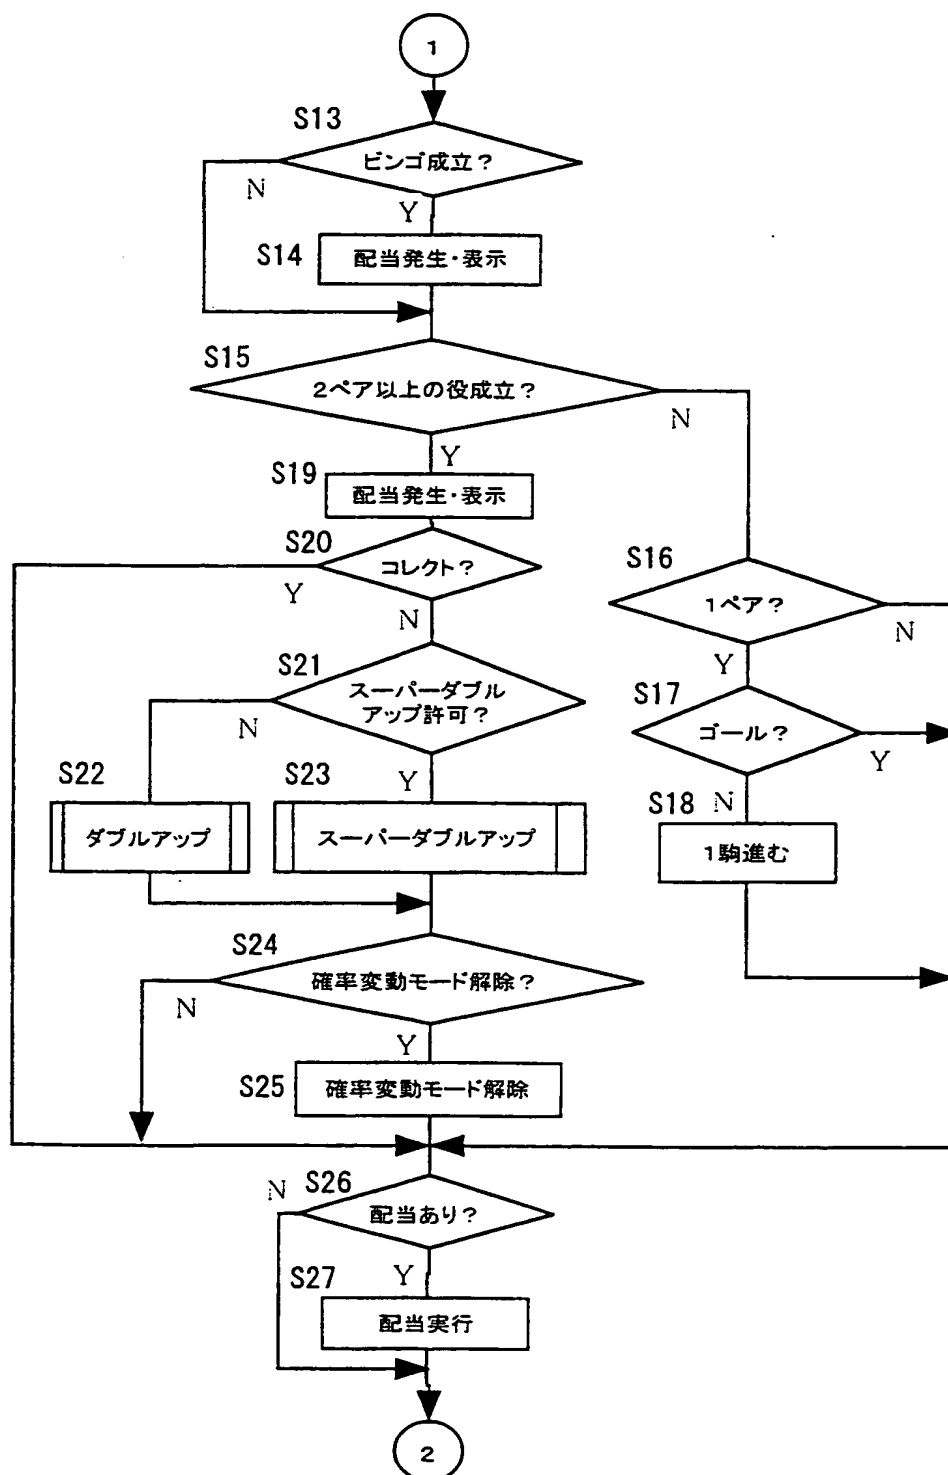 1
S13
ビンゴ成立？
N
Y
S14
配当発生・表示
S15
2ペア以上の役成立？
N
Y
S19
配当発生・表示
S20
コレクト？
Y
N
S16
1ペア？
N
Y
S21
スーパーダブル
アップ許可？
N
Y
S17
ゴール？
Y
N
S22
ダブルアップ
S23
スーパーダブルアップ
S18
1駒進む
S24
確率変動モード解除？
N
Y
S25
確率変動モード解除
S26
配当あり？
N
Y
S27
配当実行
2